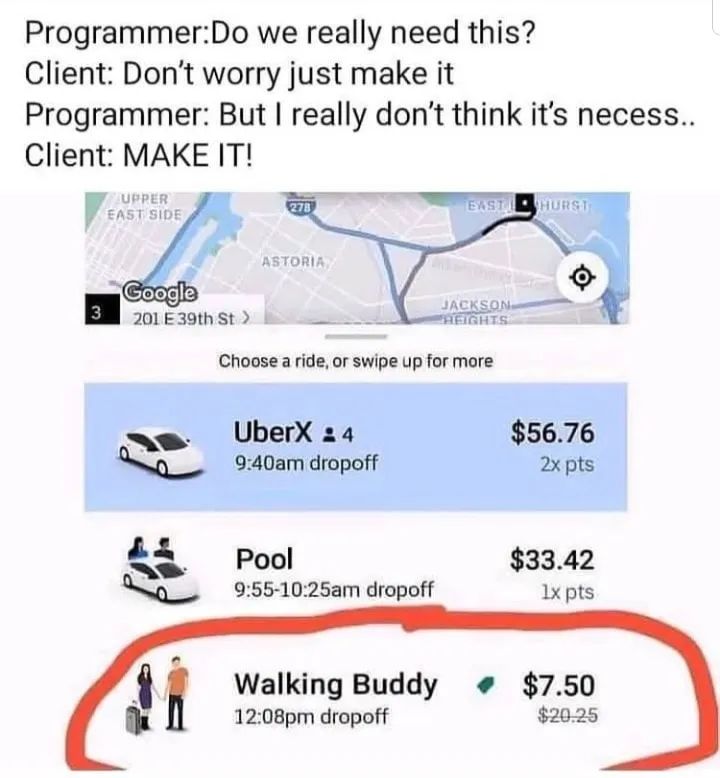 Programmer:Do we really need this?
Client: Don't worry just make it
Programmer: But I really don't think it's necess..
Client: MAKE IT!
UPPER
EAST SIDE
278
EAST
HURST
ASTORIA
Google
3
201 E 39th St >
JACKSON
HEIGHTS
Choose a ride, or swipe up for more
UberX 4
$56.76
9:40am dropoff
2x pts
Pool
$33.42
9:55-10:25am dropoff
1x pts
Walking Buddy
$7.50
12:08pm dropoff
$20.25